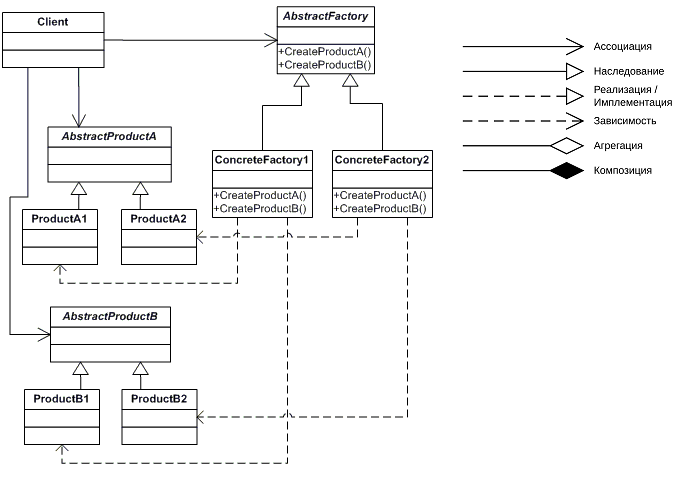 Client
AbstractFactory
+CreateProductA()
+CreateProductB()
Ассоциация
Наследование
Реализация /
Имплементация
Зависимость
Агрегация
Композиция
AbstractProductA
ConcreteFactory1
+CreateProductA()
+CreateProductB()
ConcreteFactory2
+CreateProductA()
+CreateProductB()
ProductA1
ProductA2
AbstractProductB
ProductB1
ProductB2